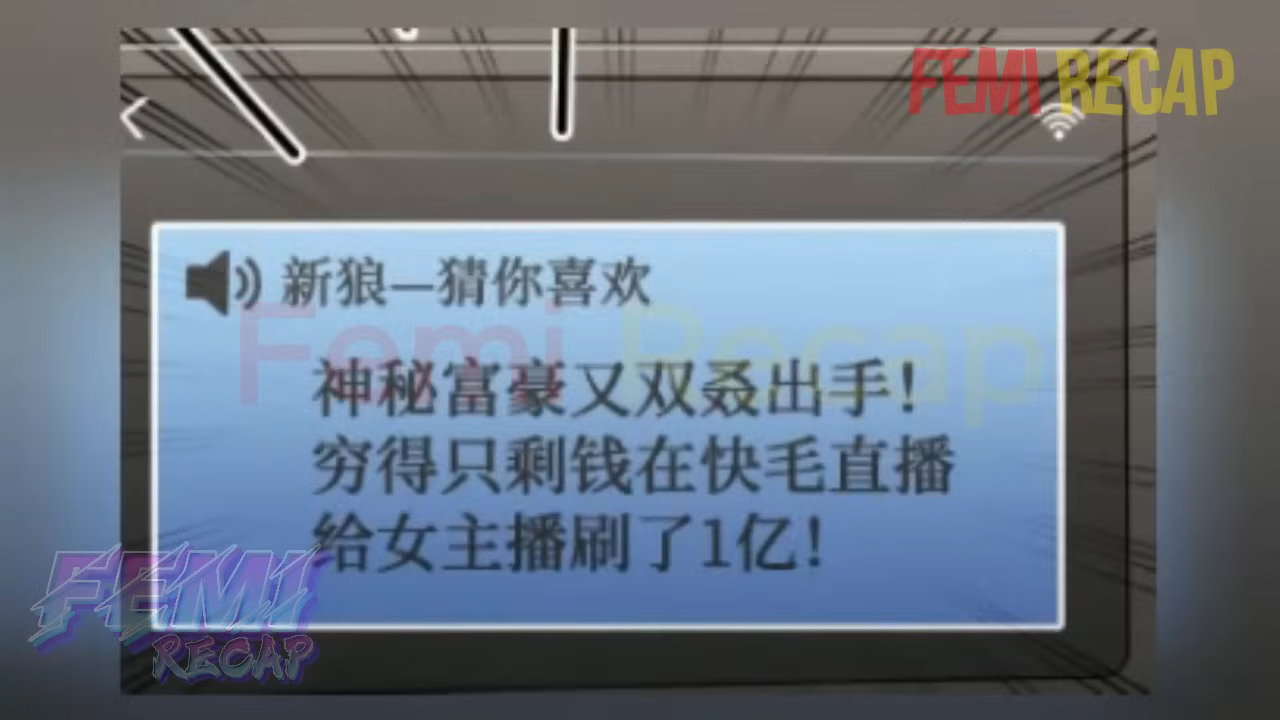 FEMI RECAP
新狼—猜你喜欢
Femi Recap
神秘富豪又双叒出手！
穷得只剩钱在快毛直播
给女主播刷了1亿！
FEMI
RECAP